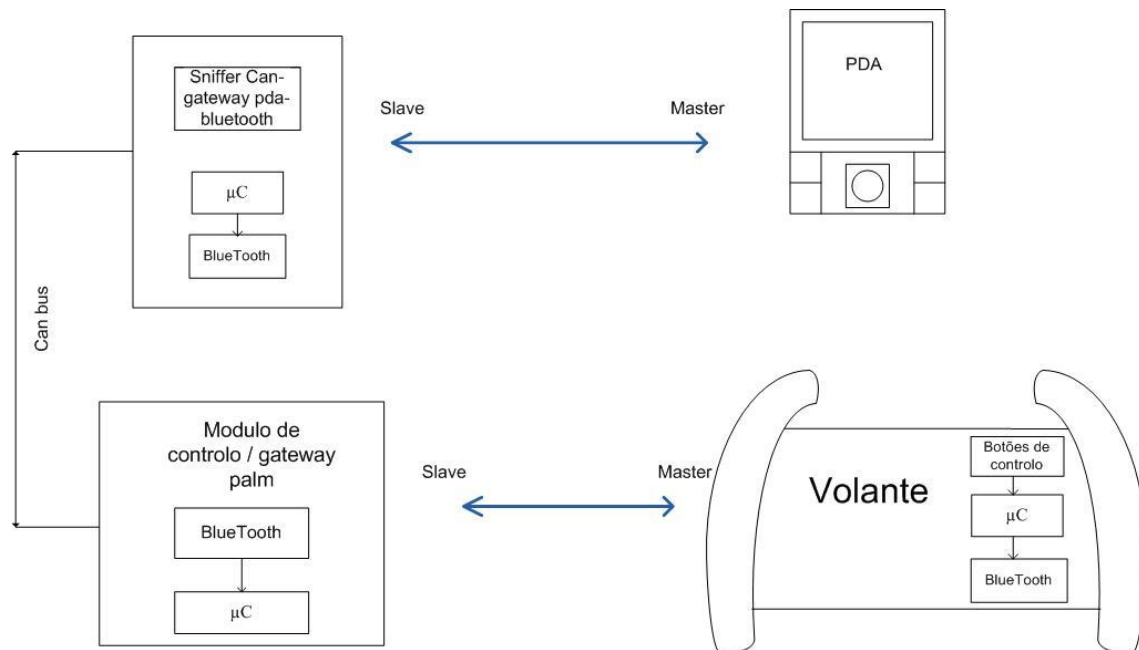 Sniffer Can-
gateway pda-
bluetooth
µC
BlueTooth
Slave
Master
PDA
Can bus
Modulo de
controlo / gateway
palm
BlueTooth
µC
Slave
Master
Volante
Botões de
controlo
µC
BlueTooth